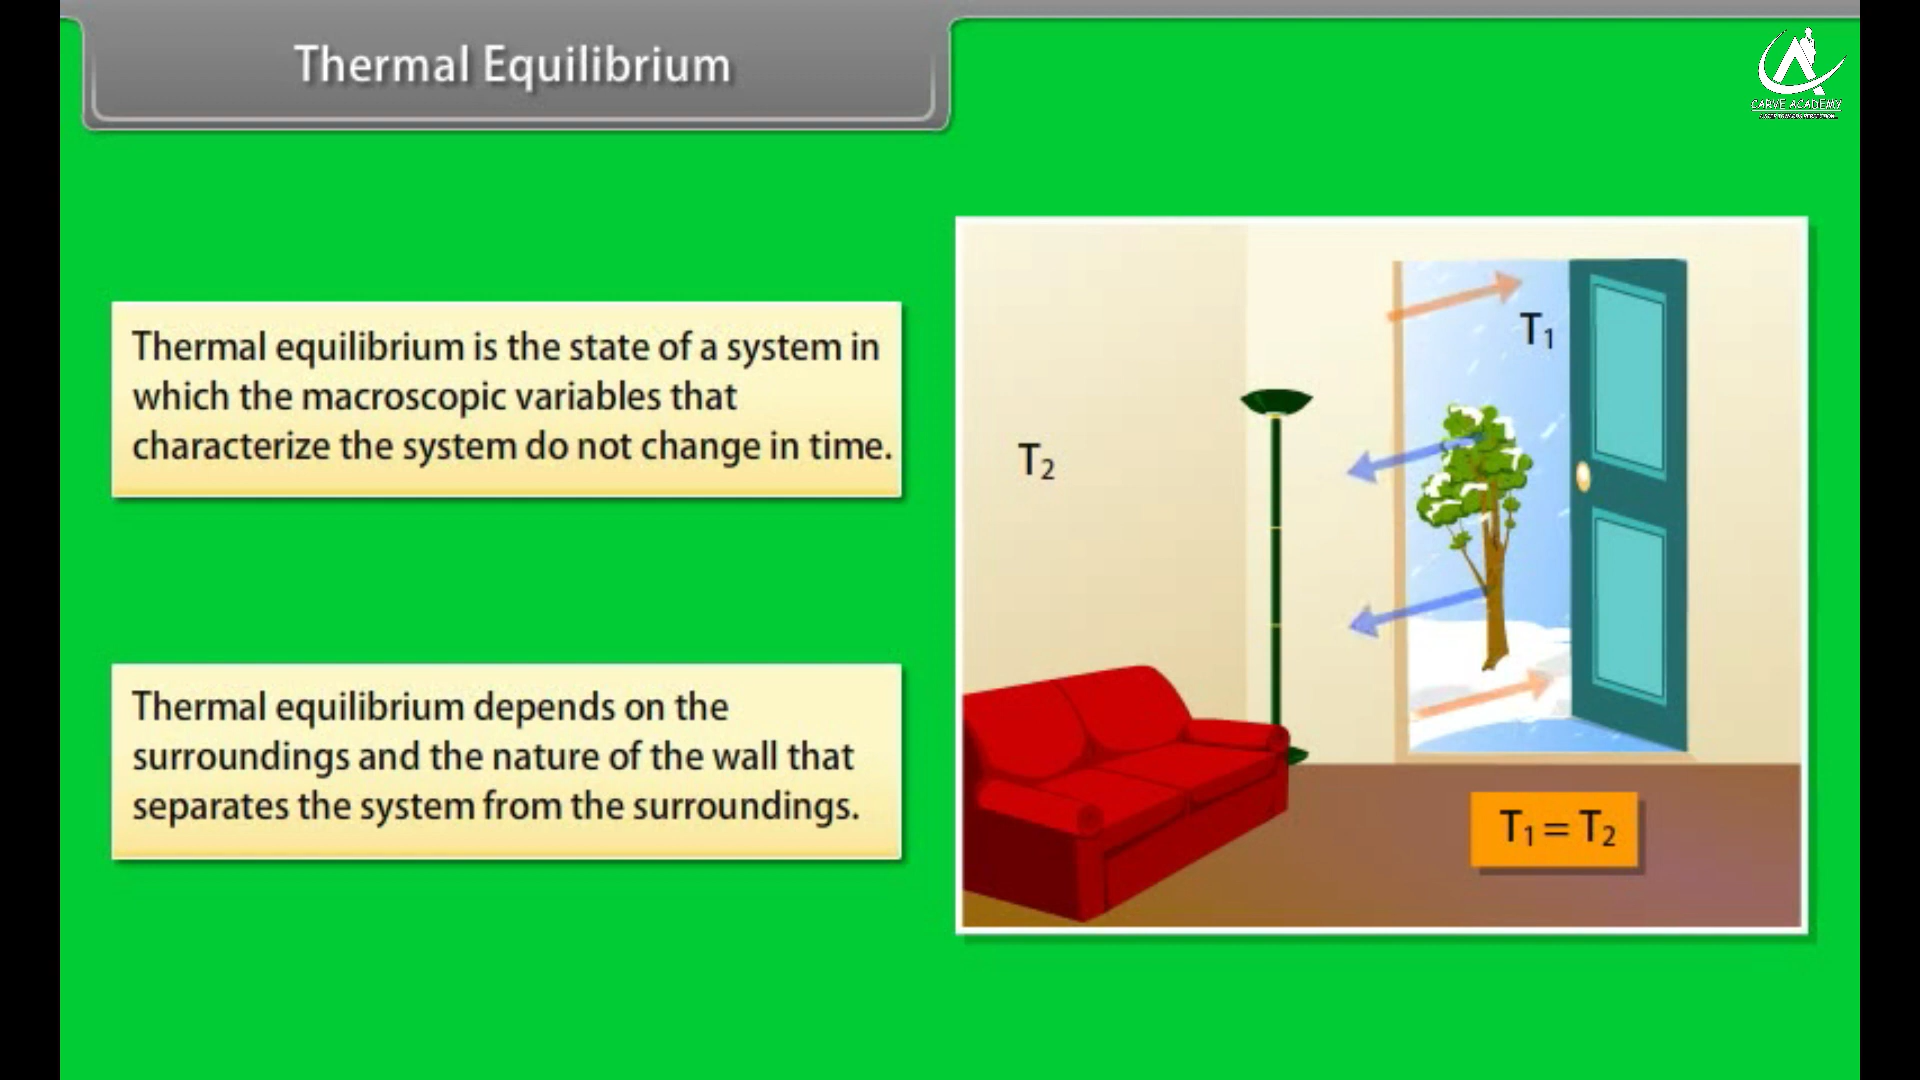 Thermal Equilibrium
CARVE ACADEMY
Thermal equilibrium is the state of a system in
which the macroscopic variables that
characterize the system do not change in time.
Thermal equilibrium depends on the
surroundings and the nature of the wall that
separates the system from the surroundings.
T₁
T₂
T₁ = T₂